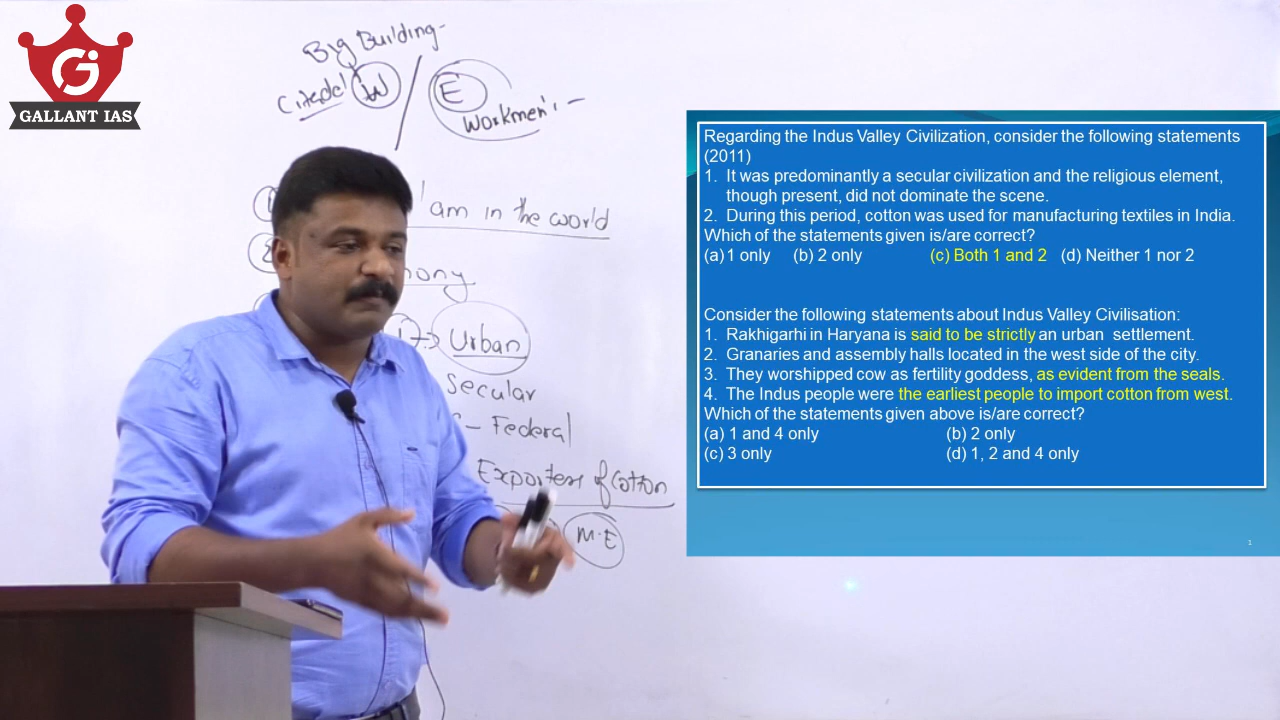 GALLANT IAS
Big Building-
Citadel W / E
Workmen
I am in the world
Urban
Secular
Federal
Exporters of Cotton
M.E
Regarding the Indus Valley Civilization, consider the following statements
(2011)
1. It was predominantly a secular civilization and the religious element,
though present, did not dominate the scene.
2. During this period, cotton was used for manufacturing textiles in India.
Which of the statements given is/are correct?
(a) 1 only (b) 2 only (c) Both 1 and 2 (d) Neither 1 nor 2
Consider the following statements about Indus Valley Civilisation:
1. Rakhigarhi in Haryana is said to be strictly an urban settlement.
2. Granaries and assembly halls located in the west side of the city.
3. They worshipped cow as fertility goddess, as evident from the seals.
4. The Indus people were the earliest people to import cotton from west.
Which of the statements given above is/are correct?
(a) 1 and 4 only (b) 2 only
(c) 3 only (d) 1, 2 and 4 only
1